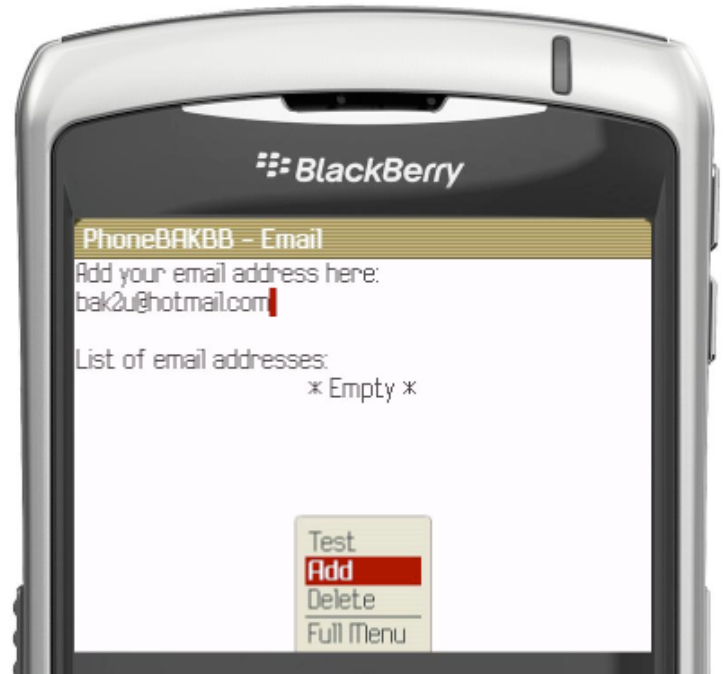 BlackBerry
PhoneBAKBB - Email
Add your email address here:
bak2u@hotmail.com
List of email addresses:
* Empty *
Test
Add
Delete
Full Menu